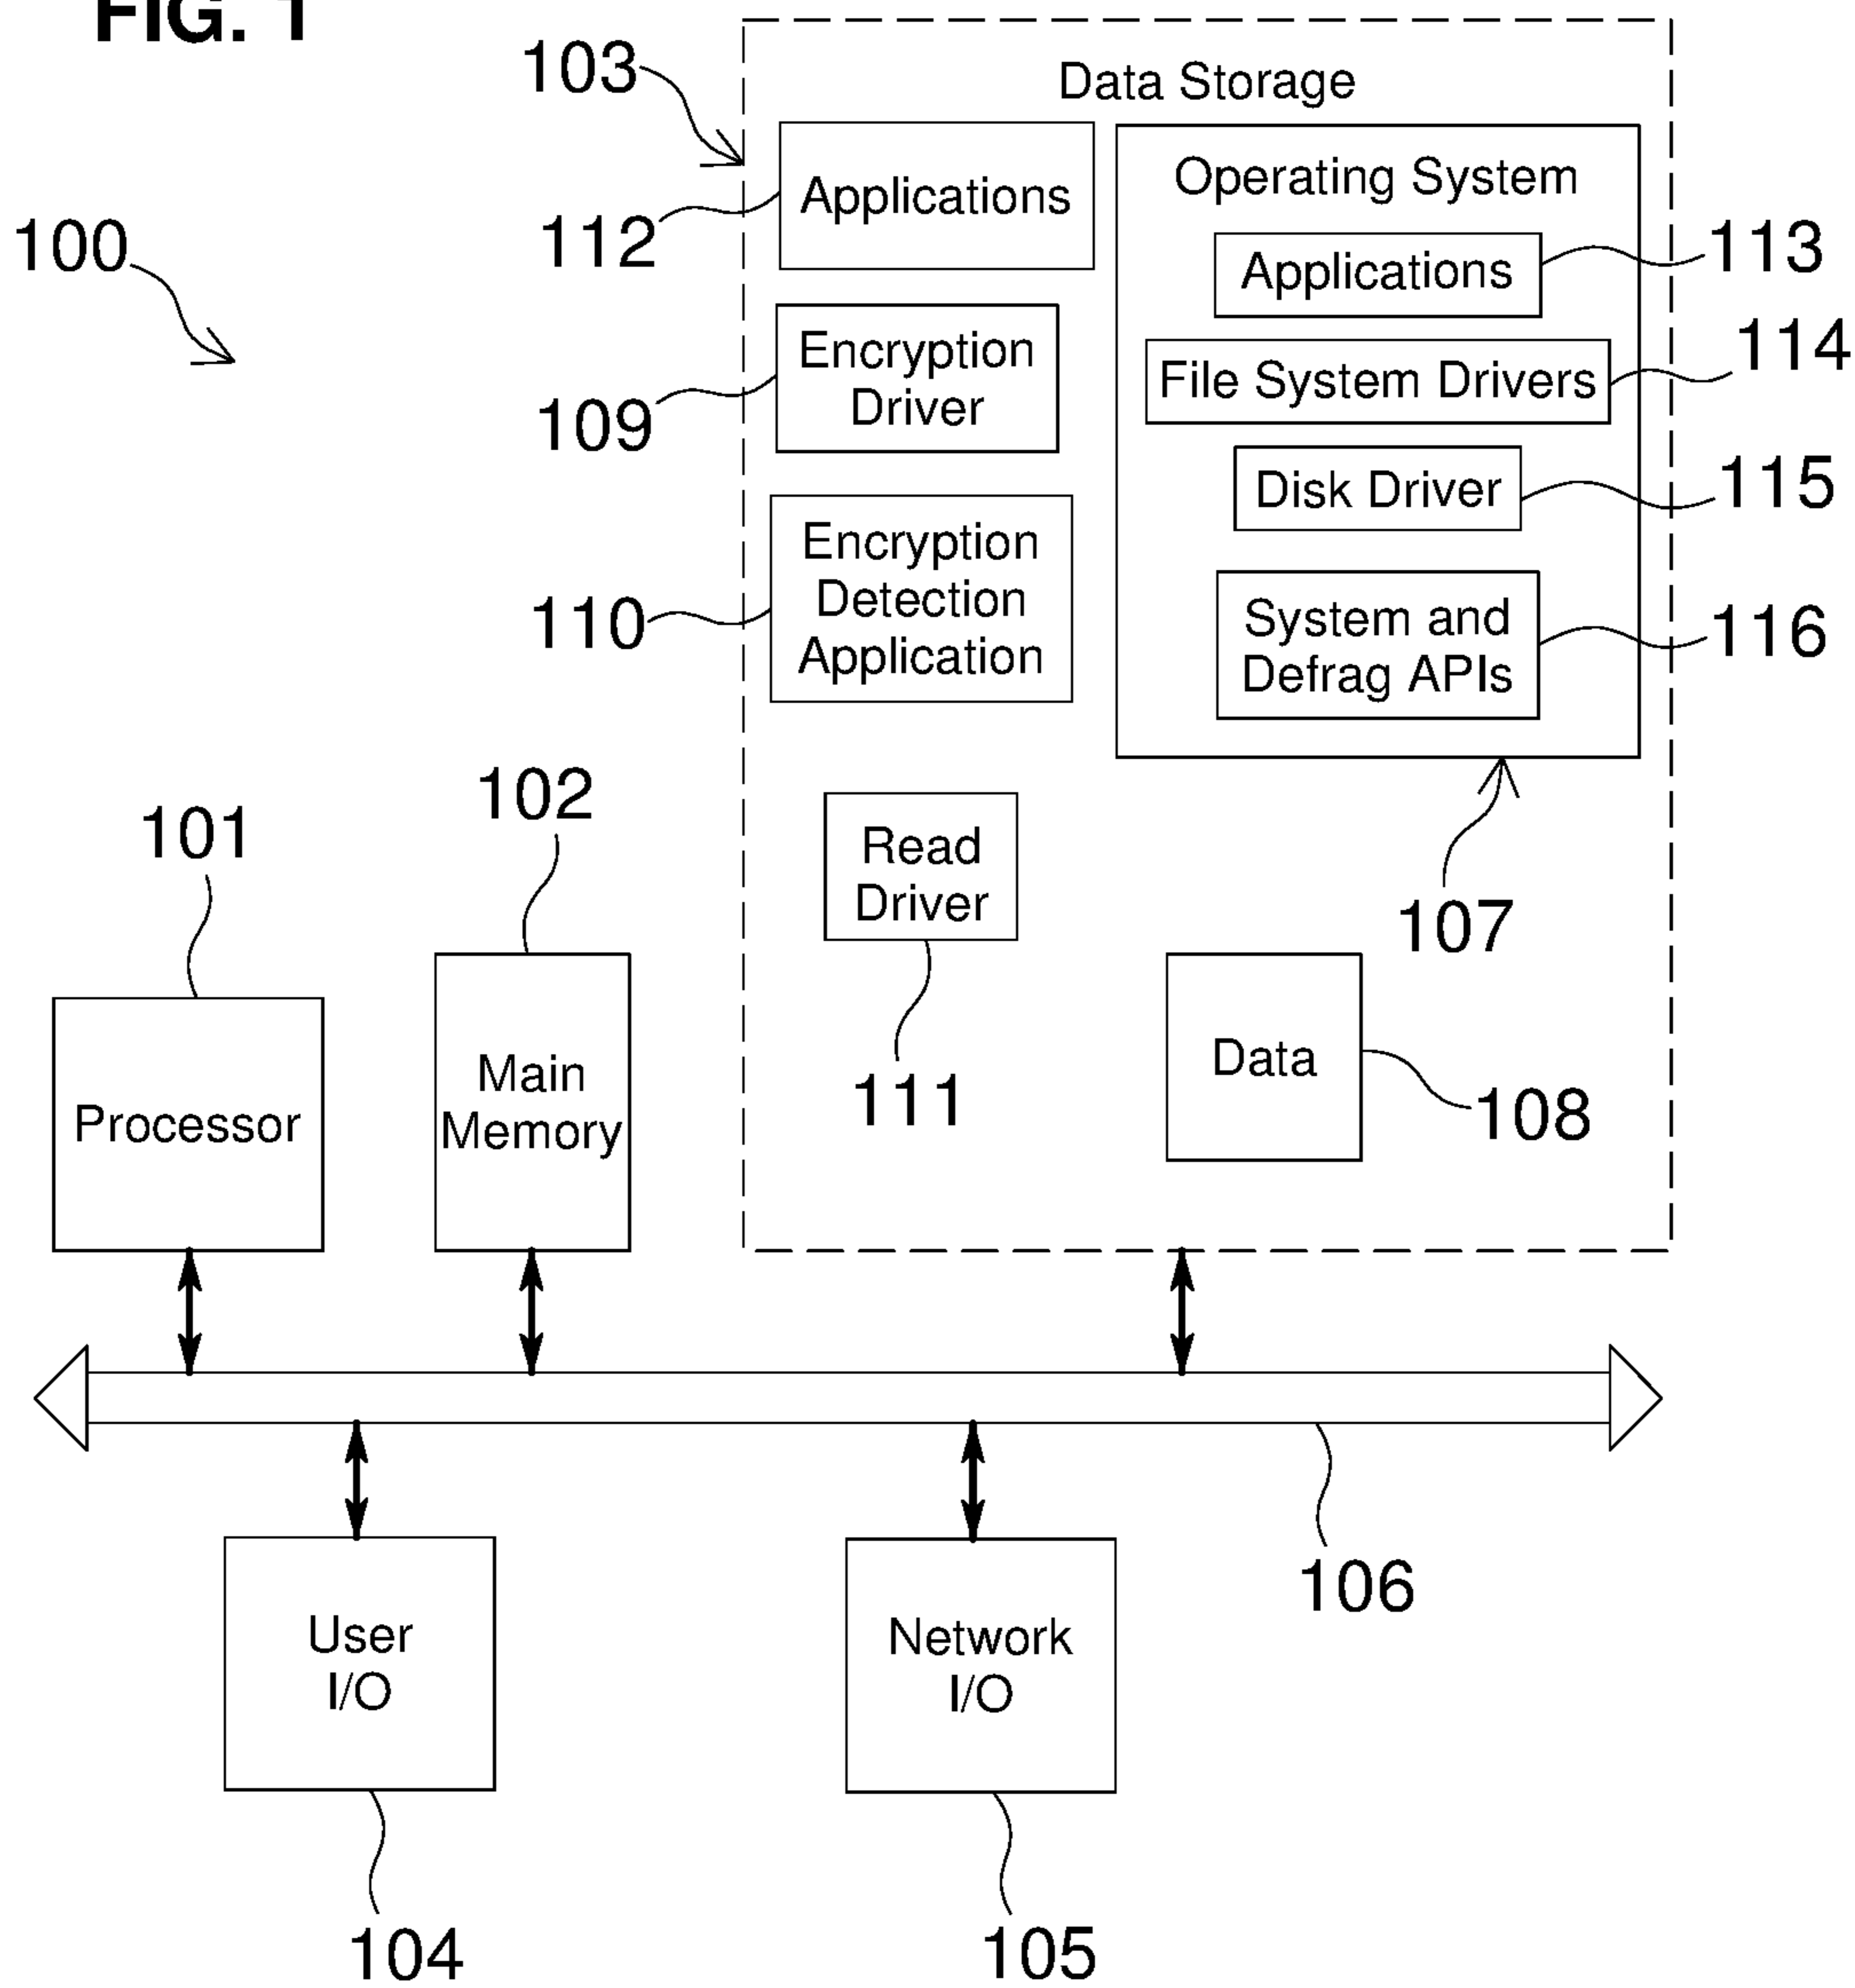 FIG. 1
103
Data Storage
Applications
Operating System
112
100
Applications
113
Encryption
Driver
File System Drivers
114
109
Disk Driver
115
Encryption
Detection
Application
110
System and
Defrag APIs
116
101
102
Read
Driver
107
Processor
Main
Memory
111
Data
108
106
User
I/O
Network
I/O
104
105